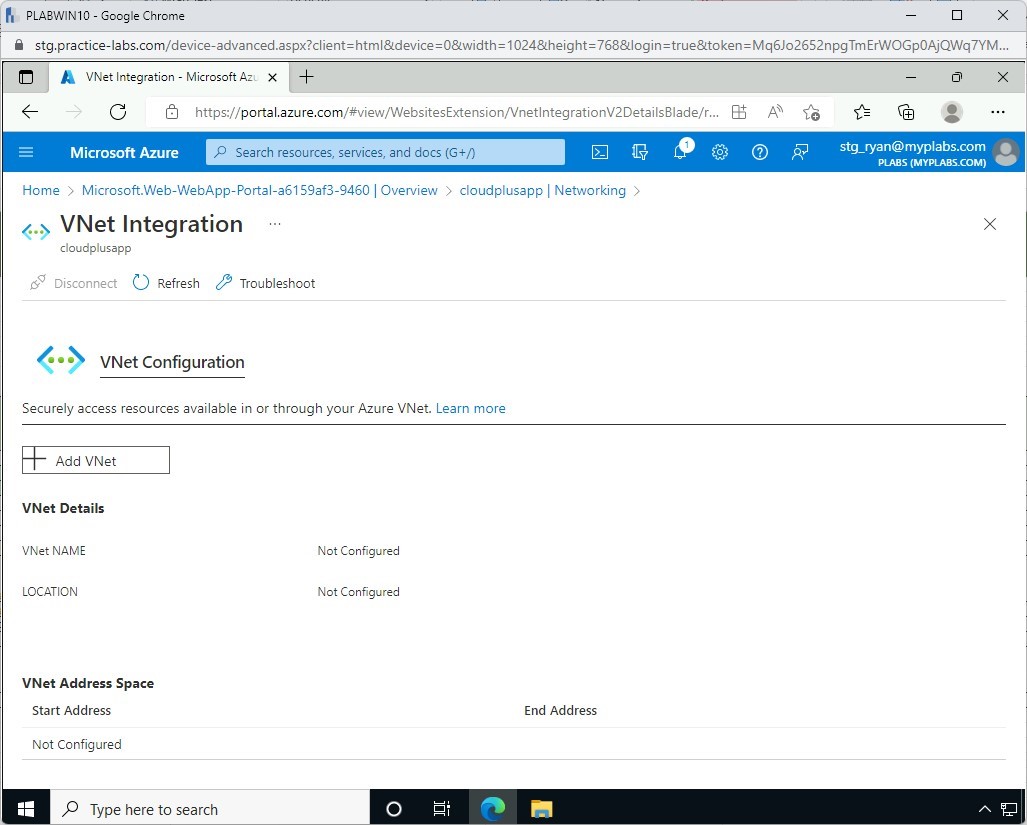 PLABWIN10 - Google Chrome
stg.practice-labs.com/device-advanced.aspx?client=html&device=0&width=1024&height=768&login=true&token=Mq6Jo2652npgTmErWOGp0AjQWq7YM...
VNet Integration - Microsoft Azu
https://portal.azure.com/#view/WebsitesExtension/VnetIntegrationV2DetailsBlade/r...
Microsoft Azure
Search resources, services, and docs (G+/)
1
stg_ryan@myplabs.com
PLABS (MYPLABS.COM)
Home > Microsoft.Web-WebApp-Portal-a6159af3-9460 | Overview > cloudplusapp | Networking >
VNet Integration ...
cloudplusapp
Disconnect Refresh Troubleshoot
VNet Configuration
Securely access resources available in or through your Azure VNet. Learn more
Add VNet
VNet Details
VNet NAME Not Configured
LOCATION Not Configured
VNet Address Space
Start Address End Address
Not Configured
Type here to search